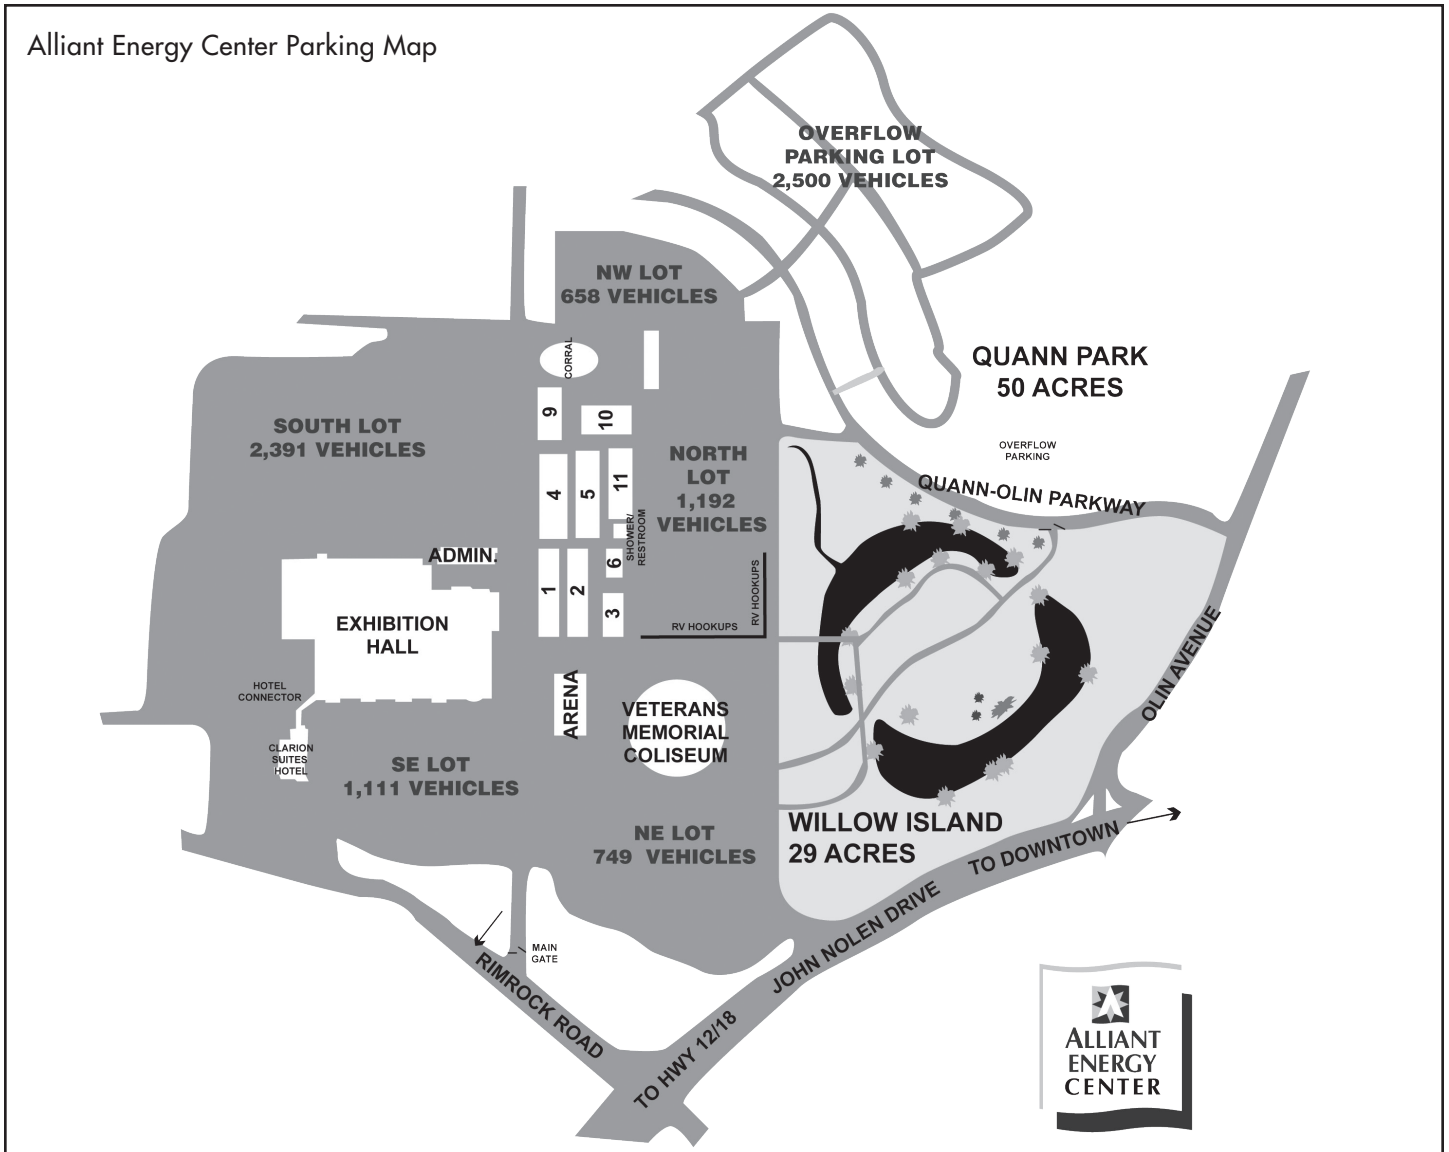 Alliant Energy Center Parking Map
OVERFLOW
PARKING LOT
2,500 VEHICLES
NW LOT
658 VEHICLES
CORRAL
QUANN PARK
50 ACRES
SOUTH LOT
2,391 VEHICLES
9
10
NORTH
LOT
1,192
VEHICLES
OVERFLOW
PARKING
QUANN-OLIN PARKWAY
4
5
11
SHOWER/
RESTROOM
ADMIN.
1
2
6
3
RV HOOKUPS
RV HOOKUPS
EXHIBITION
HALL
HOTEL
CONNECTOR
ARENA
VETERANS
MEMORIAL
COLISEUM
OLIN AVENUE
CLARION
SUITES
HOTEL
SE LOT
1,111 VEHICLES
NE LOT
749 VEHICLES
WILLOW ISLAND
29 ACRES
TO DOWNTOWN
JOHN NOLEN DRIVE
MAIN
GATE
RIMROCK ROAD
TO HWY 12/18
ALLIANT
ENERGY
CENTER